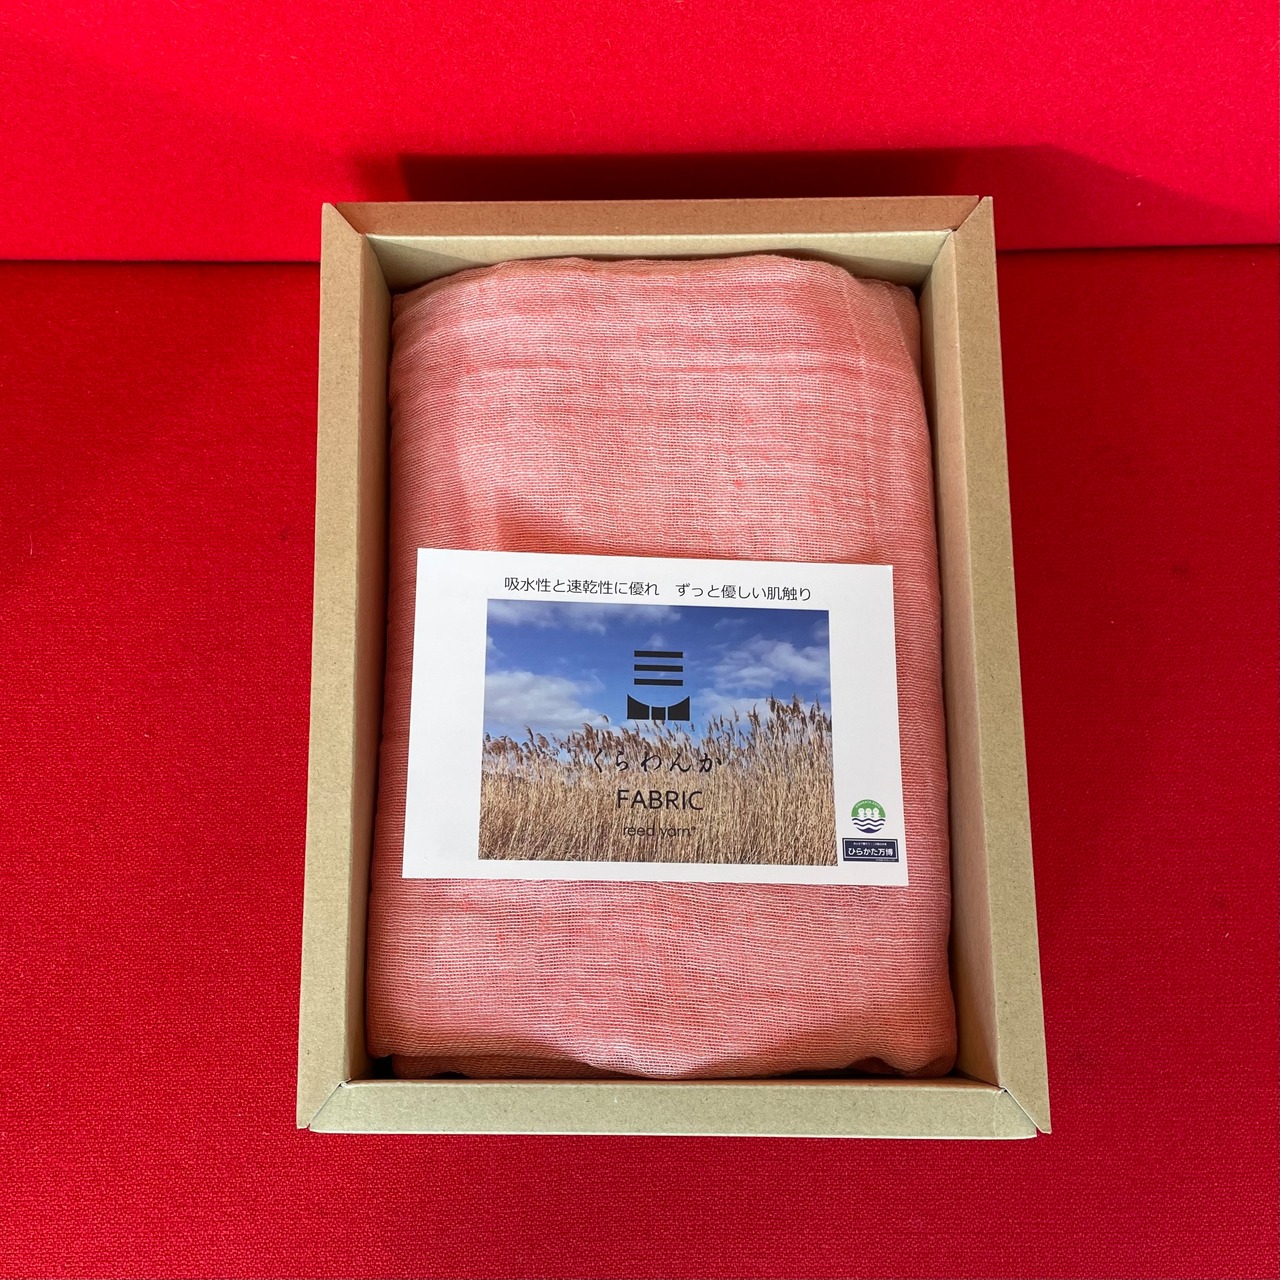 吸水性と速乾性に優れ　ずっと優しい肌触り
くらわんか
FABRIC
reed yarn®
ひらかた万博